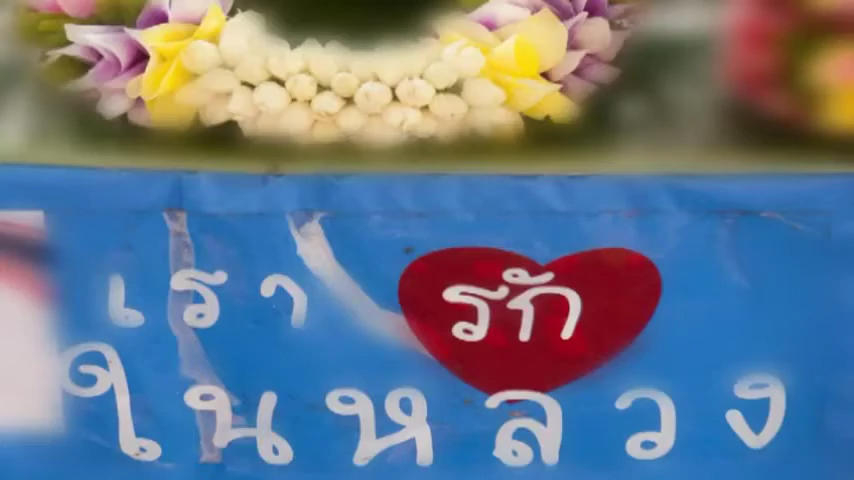 เรา รัก
ในหลวง